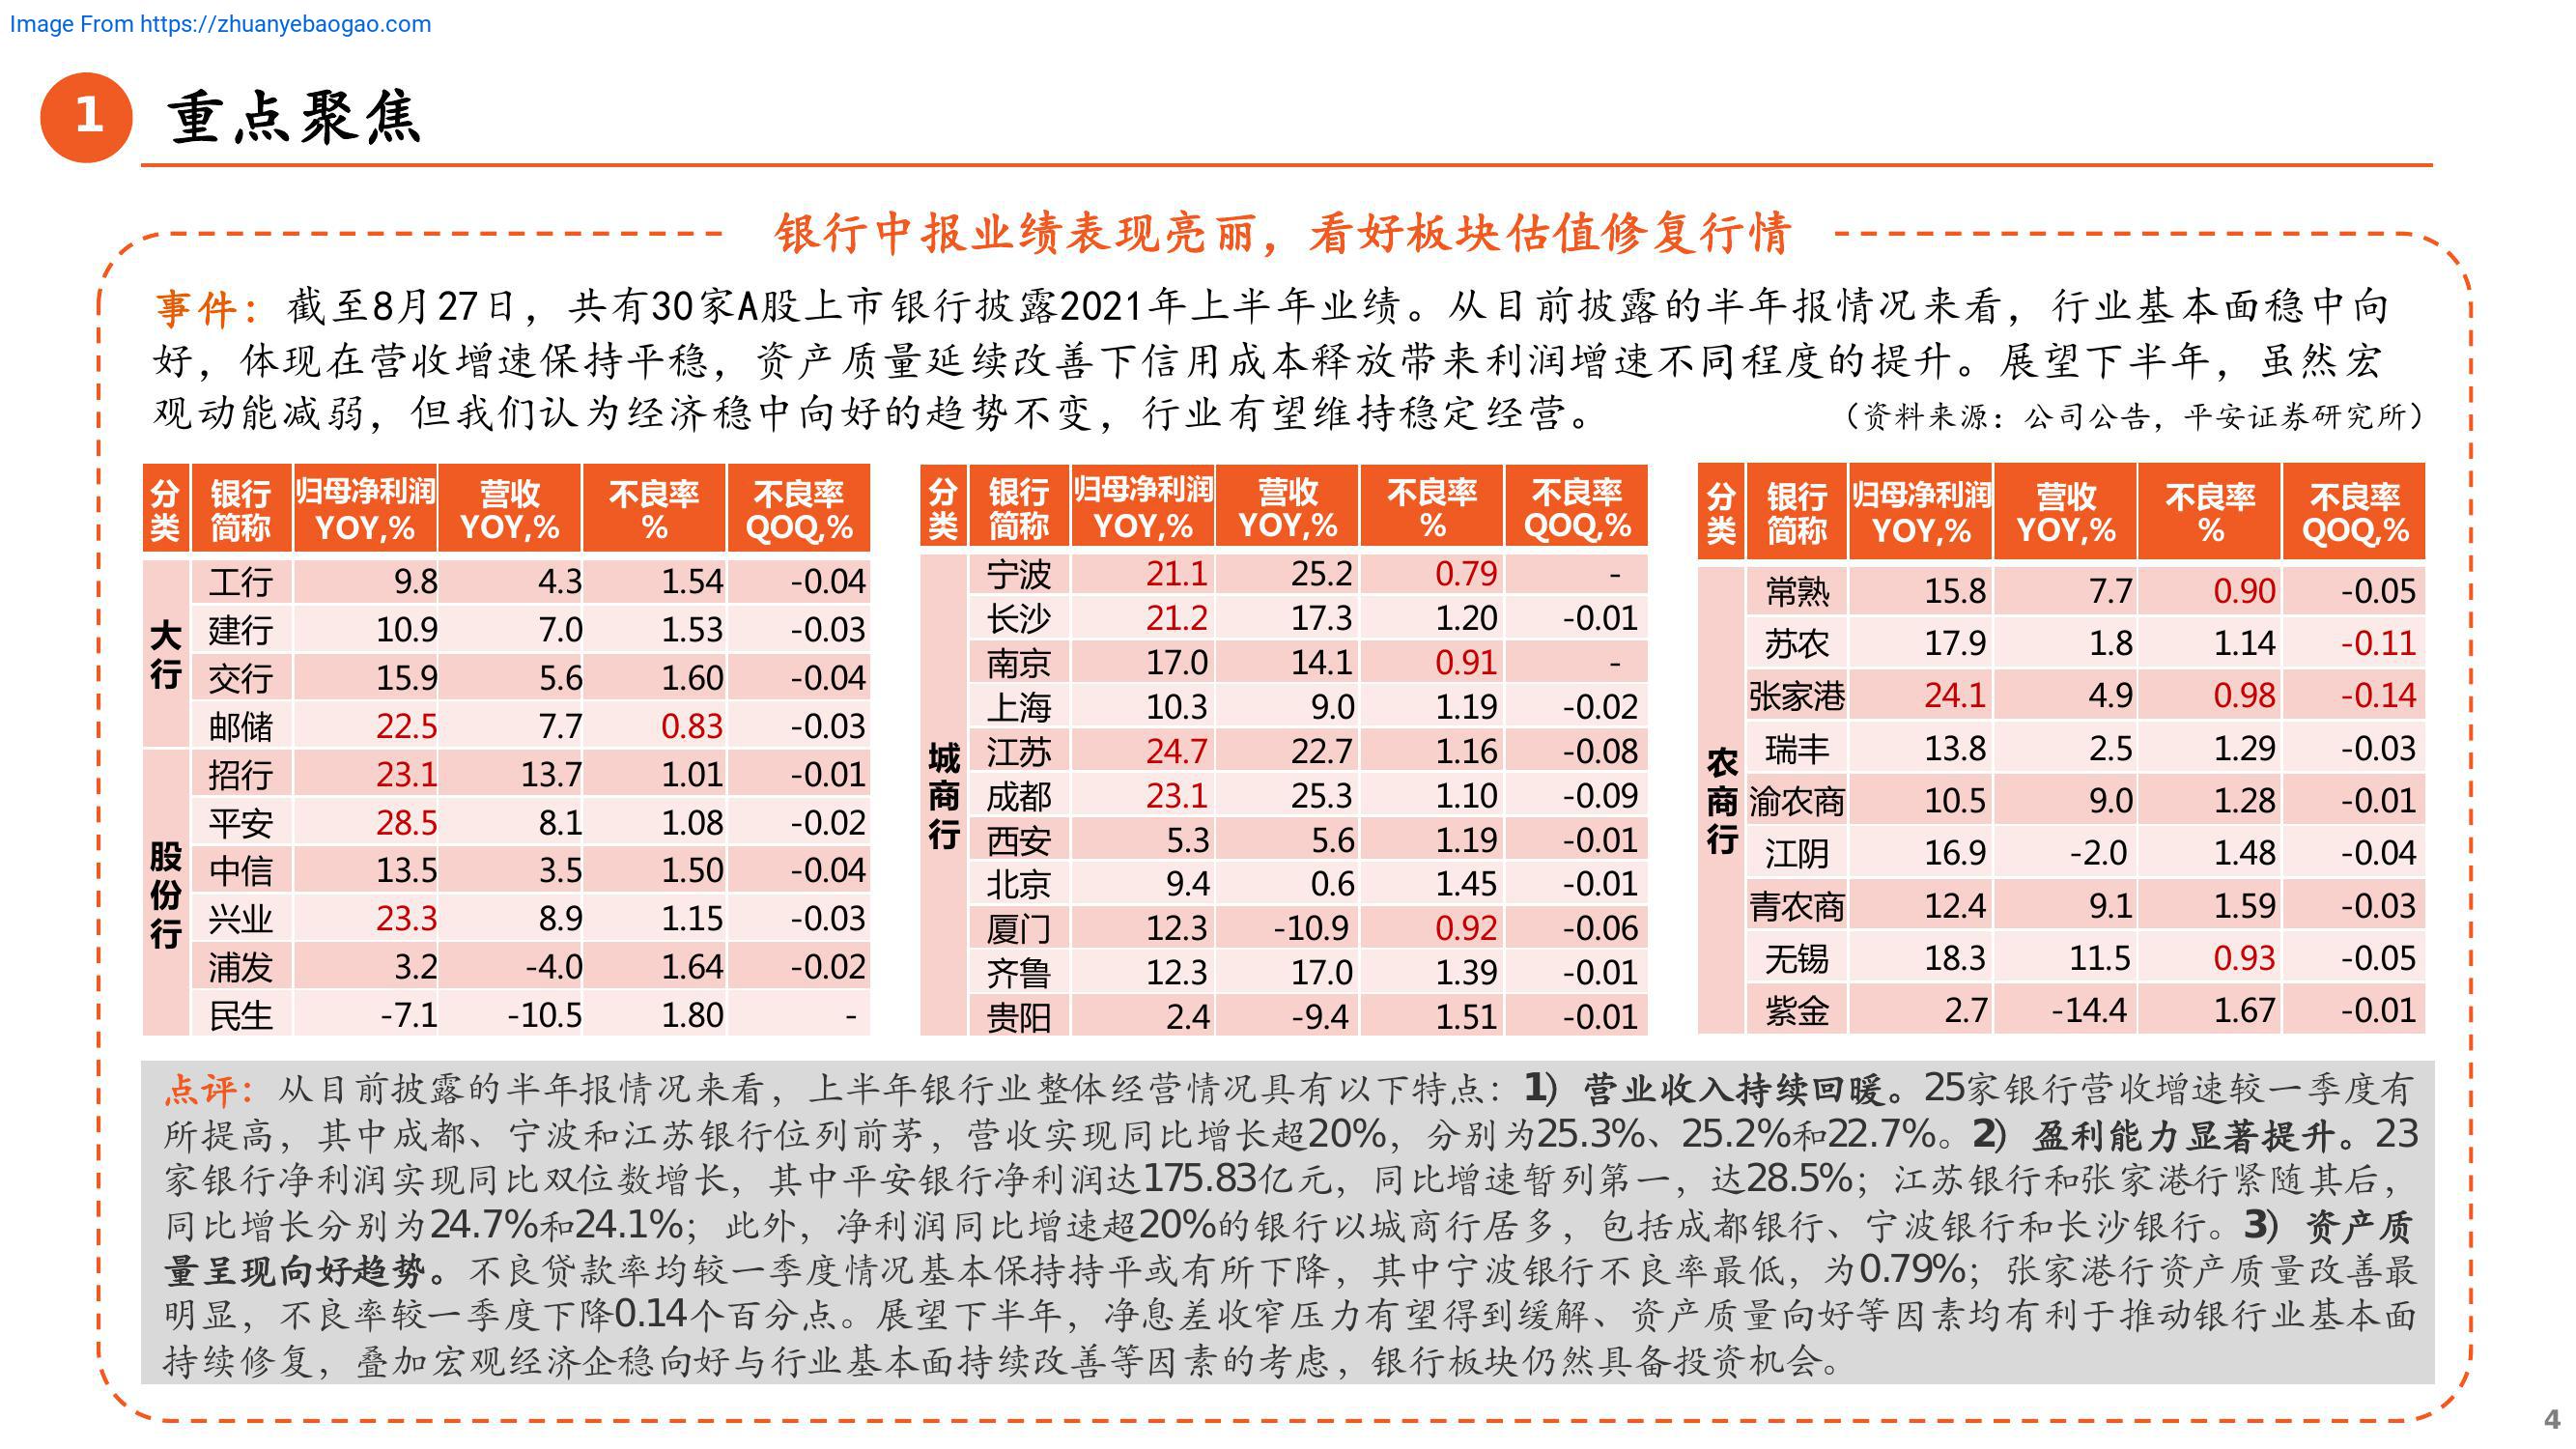 Image From https://zhuanyebaogao.com
1 重点聚焦
银行中报业绩表现亮丽，看好板块估值修复行情
事件：截至8月27日，共有30家A股上市银行披露2021年上半年业绩。从目前披露的半年报情况来看，行业基本面稳中向
好，体现在营收增速保持平稳，资产质量延续改善下信用成本释放带来利润增速不同程度的提升。展望下半年，虽然宏
观动能减弱，但我们认为经济稳中向好的趋势不变，行业有望维持稳定经营。 （资料来源：公司公告，平安证券研究所）
分类 银行简称 归母净利润YOY,% 营收YOY,% 不良率% 不良率QOQ,%
大行
工行 9.8 4.3 1.54 -0.04
建行 10.9 7.0 1.53 -0.03
交行 15.9 5.6 1.60 -0.04
邮储 22.5 7.7 0.83 -0.03
股份行
招行 23.1 13.7 1.01 -0.01
平安 28.5 8.1 1.08 -0.02
中信 13.5 3.5 1.50 -0.04
兴业 23.3 8.9 1.15 -0.03
浦发 3.2 -4.0 1.64 -0.02
民生 -7.1 -10.5 1.80 -
分类 银行简称 归母净利润YOY,% 营收YOY,% 不良率% 不良率QOQ,%
城商行
宁波 21.1 25.2 0.79 -
长沙 21.2 17.3 1.20 -0.01
南京 17.0 14.1 0.91 -
上海 10.3 9.0 1.19 -0.02
江苏 24.7 22.7 1.16 -0.08
成都 23.1 25.3 1.10 -0.09
西安 5.3 5.6 1.19 -0.01
北京 9.4 0.6 1.45 -0.01
厦门 12.3 -10.9 0.92 -0.06
齐鲁 12.3 17.0 1.39 -0.01
贵阳 2.4 -9.4 1.51 -0.01
分类 银行简称 归母净利润YOY,% 营收YOY,% 不良率% 不良率QOQ,%
农商行
常熟 15.8 7.7 0.90 -0.05
苏农 17.9 1.8 1.14 -0.11
张家港 24.1 4.9 0.98 -0.14
瑞丰 13.8 2.5 1.29 -0.03
渝农商 10.5 9.0 1.28 -0.01
江阴 16.9 -2.0 1.48 -0.04
青农商 12.4 9.1 1.59 -0.03
无锡 18.3 11.5 0.93 -0.05
紫金 2.7 -14.4 1.67 -0.01
点评：从目前披露的半年报情况来看，上半年银行业整体经营情况具有以下特点：1）营业收入持续回暖。25家银行营收增速较一季度有
所提高，其中成都、宁波和江苏银行位列前茅，营收实现同比增长超20%，分别为25.3%、25.2%和22.7%。2）盈利能力显著提升。23
家银行净利润实现同比双位数增长，其中平安银行净利润达175.83亿元，同比增速暂列第一，达28.5%；江苏银行和张家港行紧随其后，
同比增长分别为24.7%和24.1%；此外，净利润同比增速超20%的银行以城商行居多，包括成都银行、宁波银行和长沙银行。3）资产质
量呈现向好趋势。不良贷款率均较一季度情况基本保持持平或有所下降，其中宁波银行不良率最低，为0.79%；张家港行资产质量改善最
明显，不良率较一季度下降0.14个百分点。展望下半年，净息差收窄压力有望得到缓解、资产质量向好等因素均有利于推动银行业基本面
持续修复，叠加宏观经济企稳向好与行业基本面持续改善等因素的考虑，银行板块仍然具备投资机会。
4